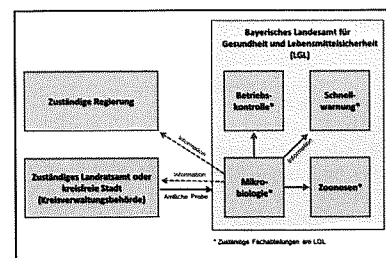 Bayerisches Landesamt für
Gesundheit und Lebensmittelsicherheit
(LGL)
Zuständige Regierung
Betriebs-
kontrolle*
Schnell-
warnung*
Information
Information
Information
Zuständiges Landratsamt oder
kreisfreie Stadt
(Kreisverwaltungsbehörde)
Amtliche Probe
Mikro-
biologie*
Zoonosen*
* Zuständige Fachabteilungen am LGL